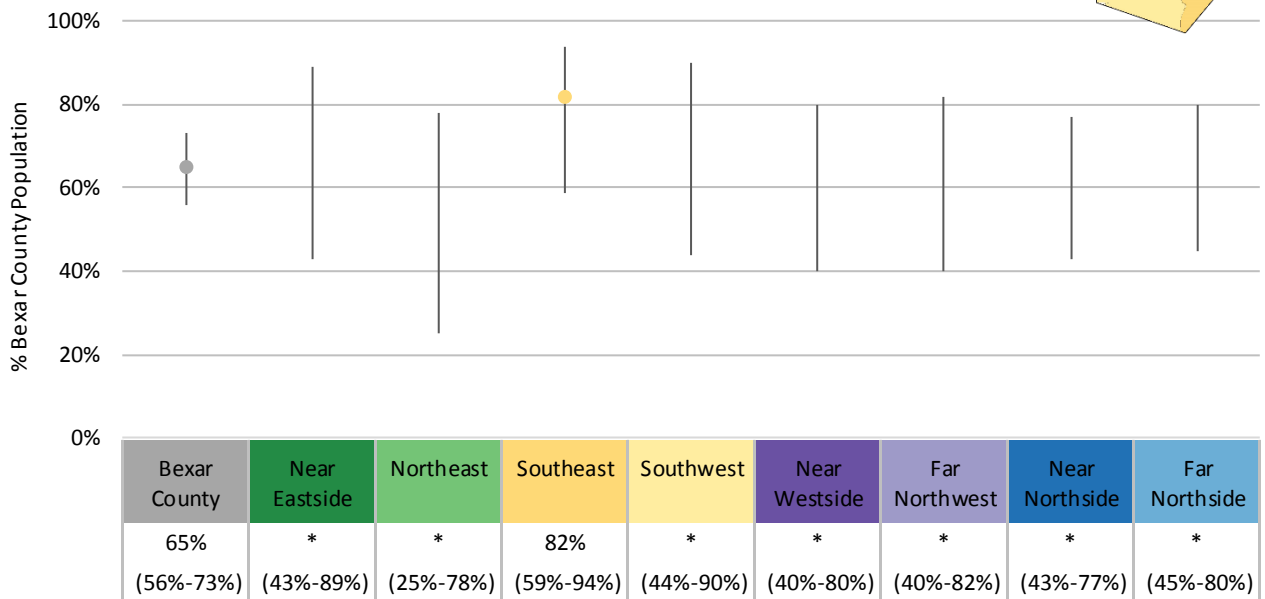 % Bexar County Population
100%
80%
60%
40%
20%
0%
Bexar County
Near Eastside
Northeast
Southeast
Southwest
Near Westside
Far Northwest
Near Northside
Far Northside
65% * * 82% * * * * *
(56%-73%) (43%-89%) (25%-78%) (59%-94%) (44%-90%) (40%-80%) (40%-82%) (43%-77%) (45%-80%)